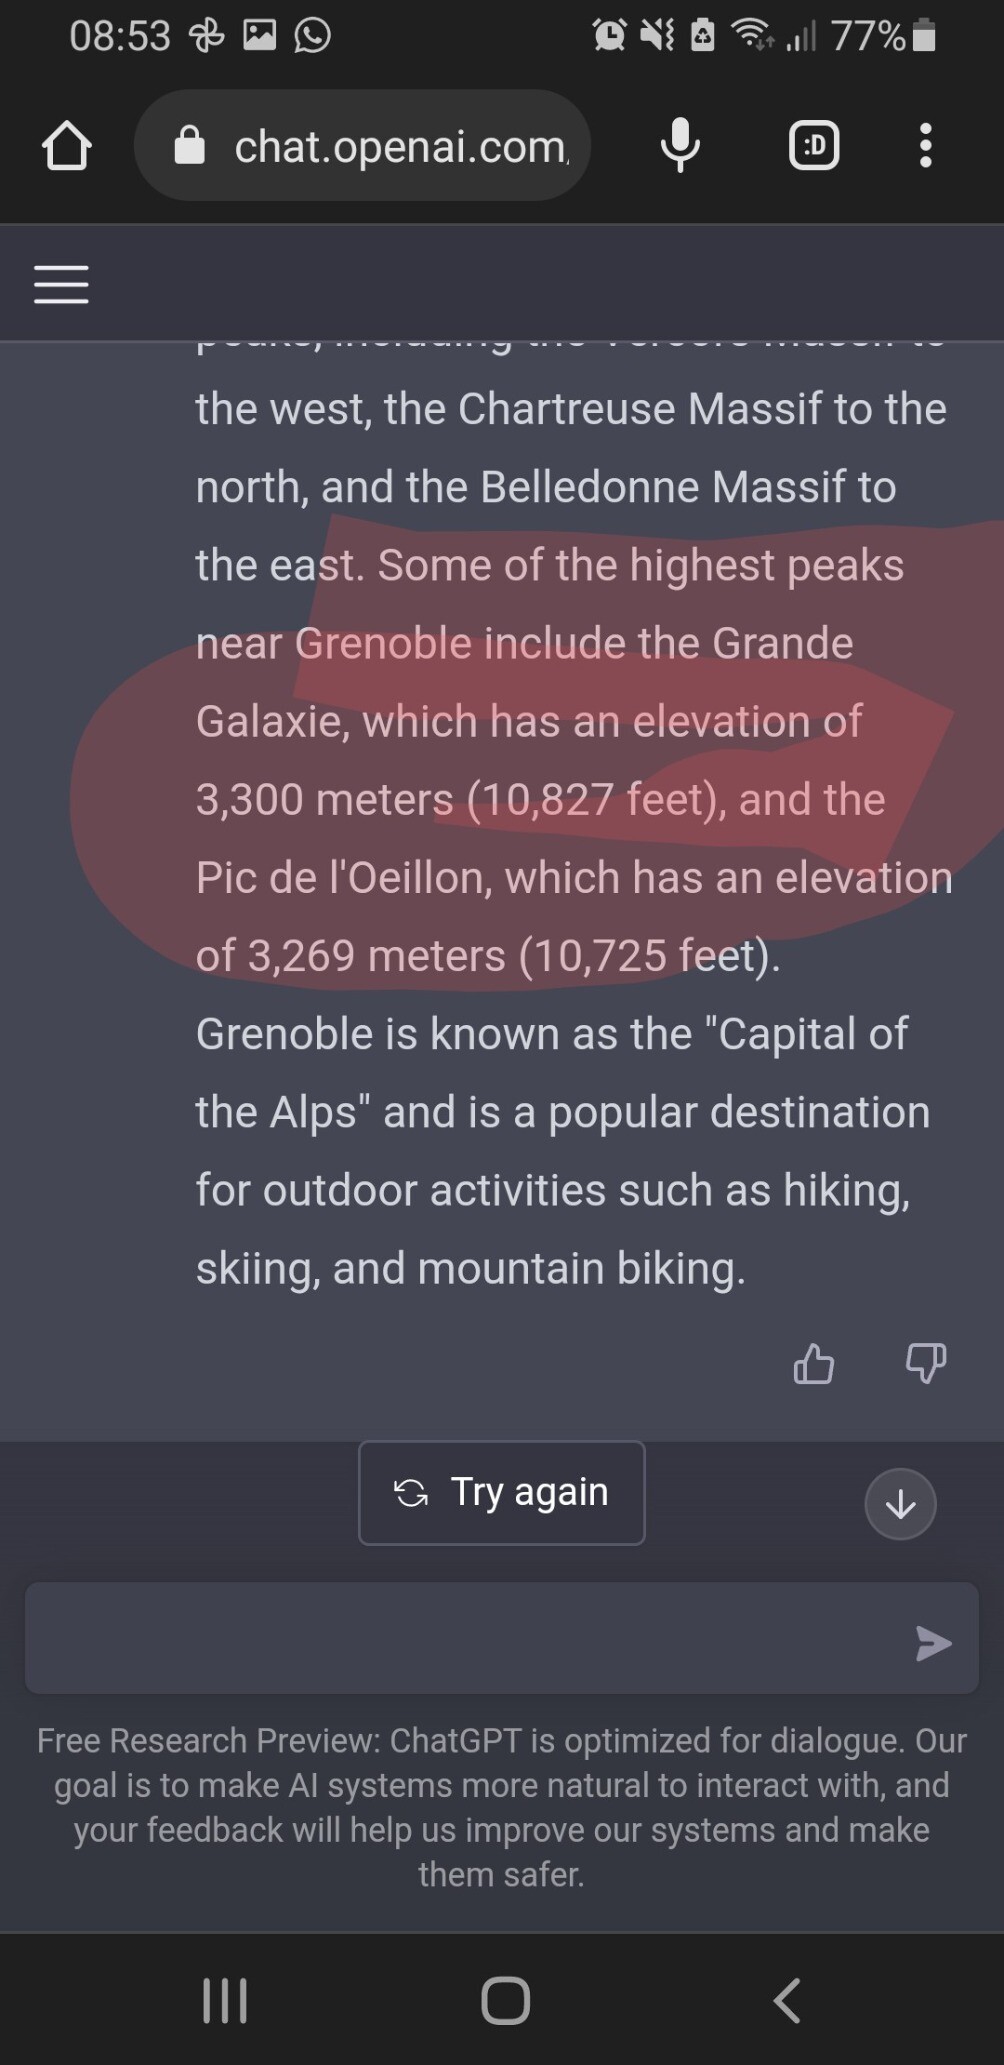 08:53
77%
chat.openai.com
:D
the west, the Chartreuse Massif to the
north, and the Belledonne Massif to
the east. Some of the highest peaks
near Grenoble include the Grande
Galaxie, which has an elevation of
3,300 meters (10,827 feet), and the
Pic de l'Oeillon, which has an elevation
of 3,269 meters (10,725 feet).
Grenoble is known as the "Capital of
the Alps" and is a popular destination
for outdoor activities such as hiking,
skiing, and mountain biking.
Try again
Free Research Preview: ChatGPT is optimized for dialogue. Our
goal is to make AI systems more natural to interact with, and
your feedback will help us improve our systems and make
them safer.